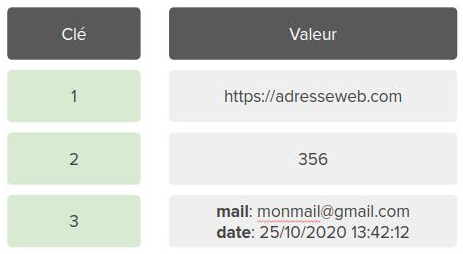 Clé Valeur
1 https://adresseweb.com
2 356
3 mail: monmail@gmail.com
date: 25/10/2020 13:42:12